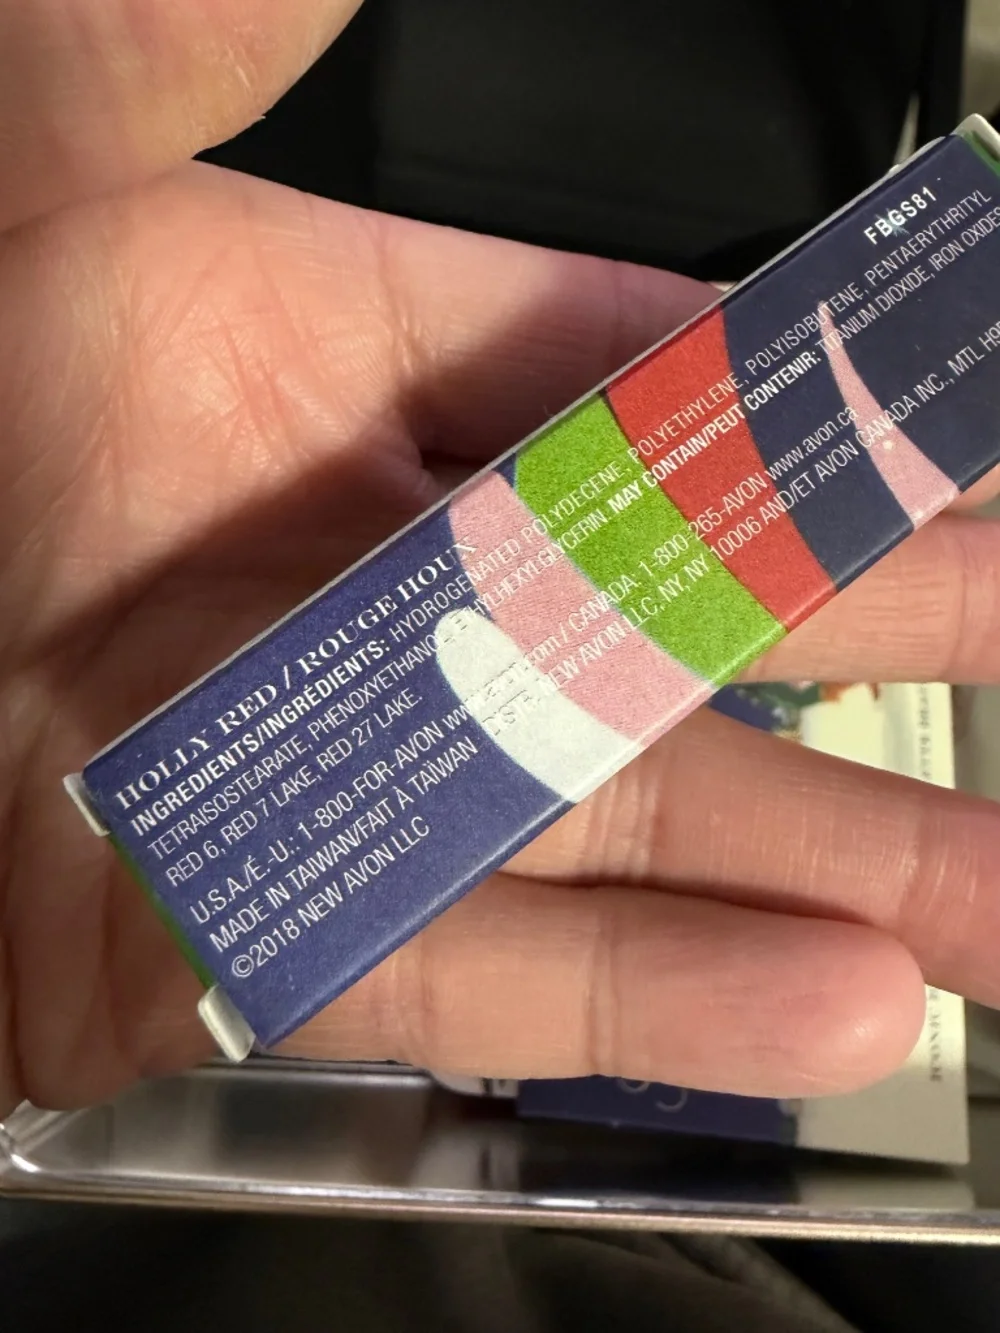 FBGS81
HOLLY RED / ROUGE HOUX
INGREDIENTS/INGRÉDIENTS: HYDROGENATED POLYDECENE, POLYETHYLENE, POLYISOBUTENE, PENTAERYTHRITYL
TETRAISOSTEARATE, PHENOXYETHANOL, ETHYLHEXYLGLYCERIN. MAY CONTAIN/PEUT CONTENIR: TITANIUM DIOXIDE, IRON OXIDES
RED 6, RED 7 LAKE, RED 27 LAKE.
U.S.A./É.-U.: 1-800-FOR-AVON www.avon.com / CANADA: 1-800-265-AVON www.avon.ca
MADE IN TAIWAN/FAIT À TAÏWAN DISTR. NEW AVON LLC, NY, NY 10006 AND/ET AVON CANADA INC., MTL H9
©2018 NEW AVON LLC